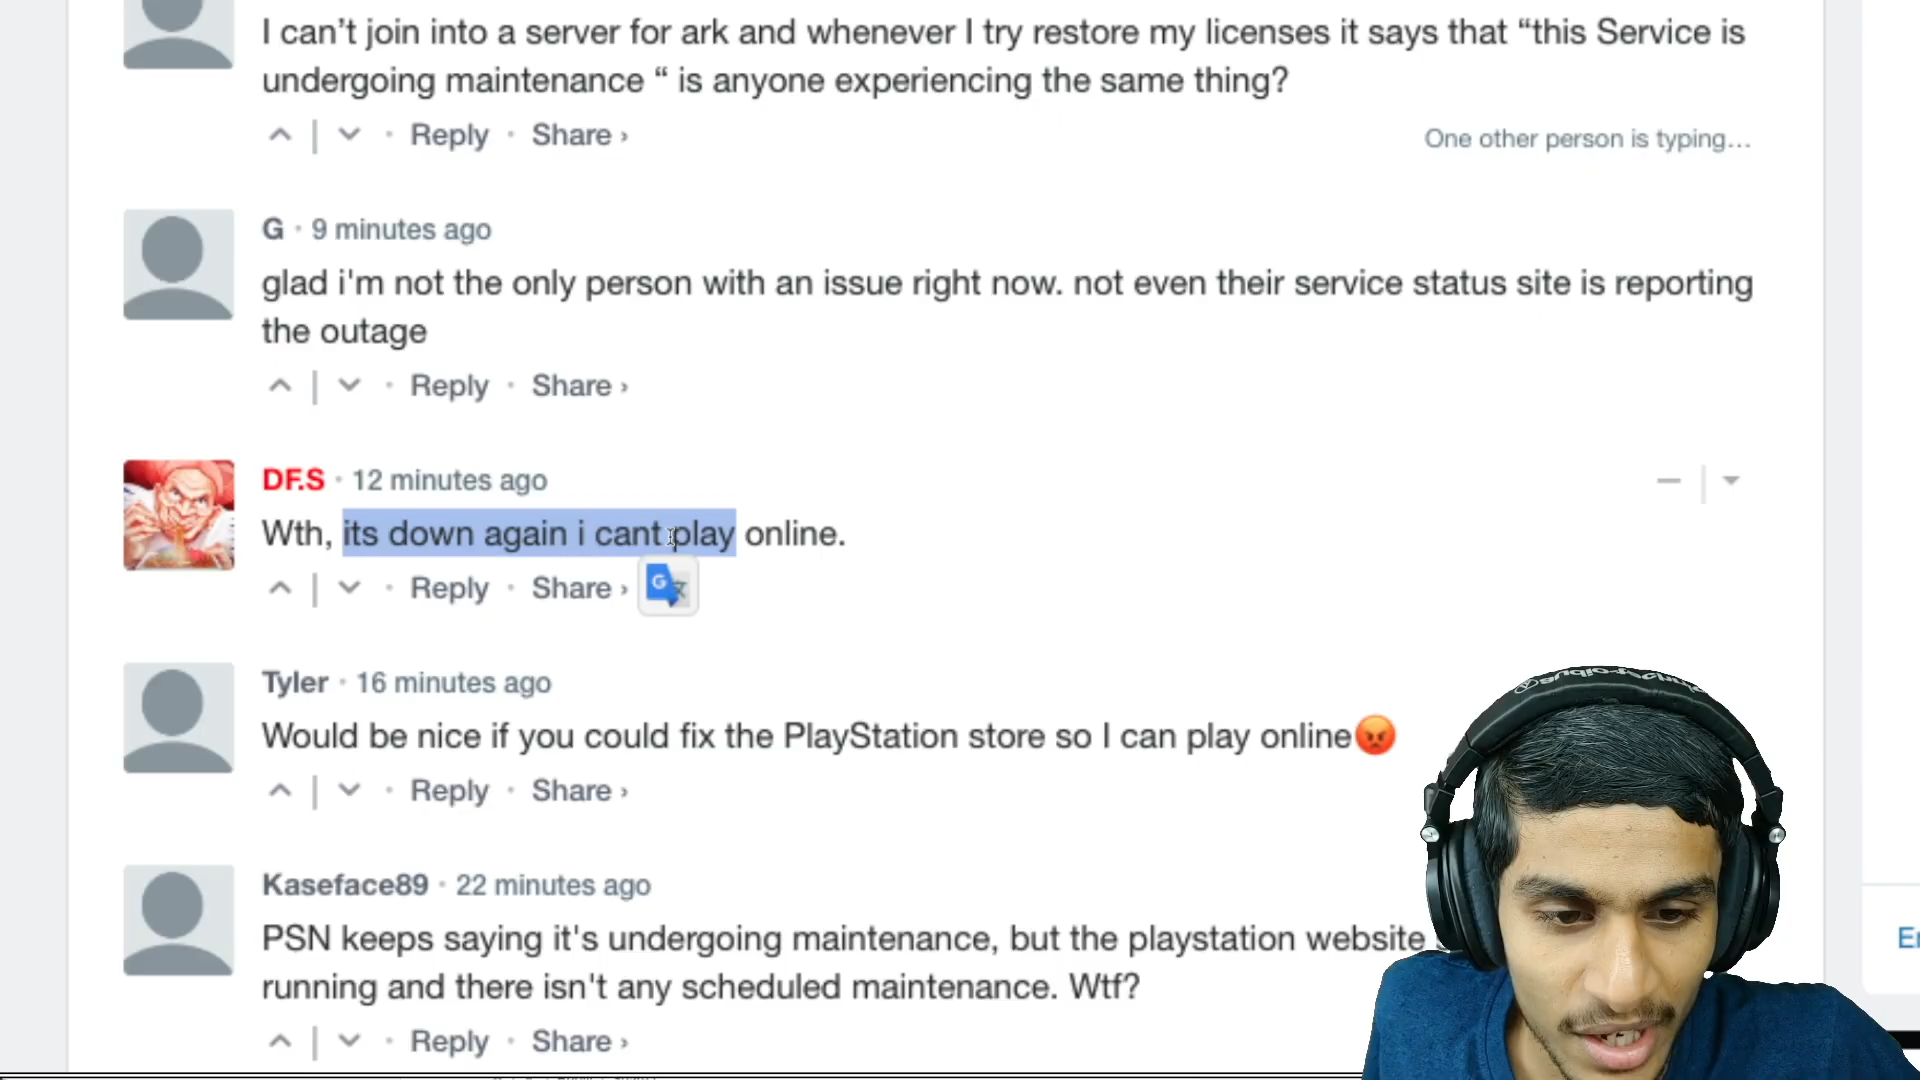 I can’t join into a server for ark and whenever I try restore my licenses it says that “this Service is
undergoing maintenance “ is anyone experiencing the same thing?
Reply Share ›
One other person is typing…
G · 9 minutes ago
glad i'm not the only person with an issue right now. not even their service status site is reporting
the outage
Reply Share ›
DF.S · 12 minutes ago
Wth, its down again i cant play online.
Reply Share ›
Tyler · 16 minutes ago
Would be nice if you could fix the PlayStation store so I can play online😡
Reply Share ›
Kaseface89 · 22 minutes ago
PSN keeps saying it's undergoing maintenance, but the playstation website
running and there isn't any scheduled maintenance. Wtf?
Reply Share ›